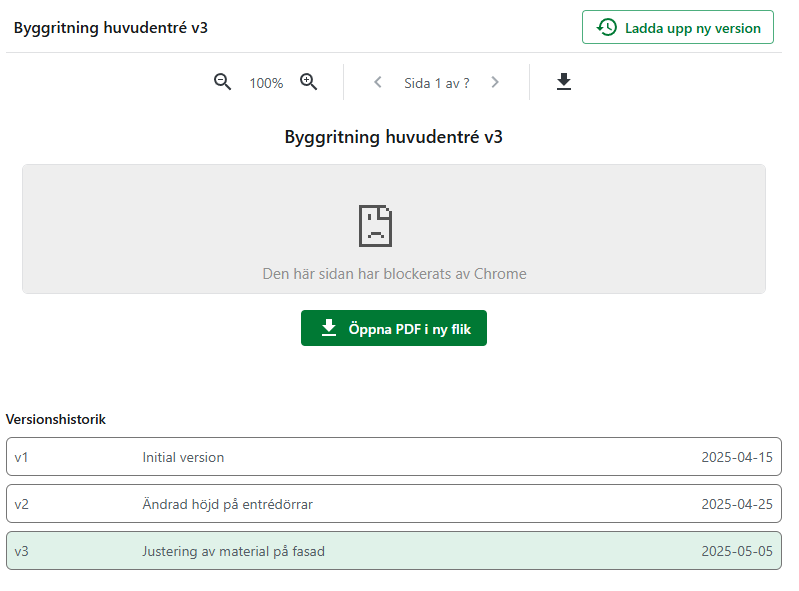 Byggritning huvudentré v3
Ladda upp ny version
100%
Sida 1 av ?
Byggritning huvudentré v3
Den här sidan har blockerats av Chrome
Öppna PDF i ny flik
Versionshistorik
v1 Initial version 2025-04-15
v2 Ändrad höjd på entrédörrar 2025-04-25
v3 Justering av material på fasad 2025-05-05